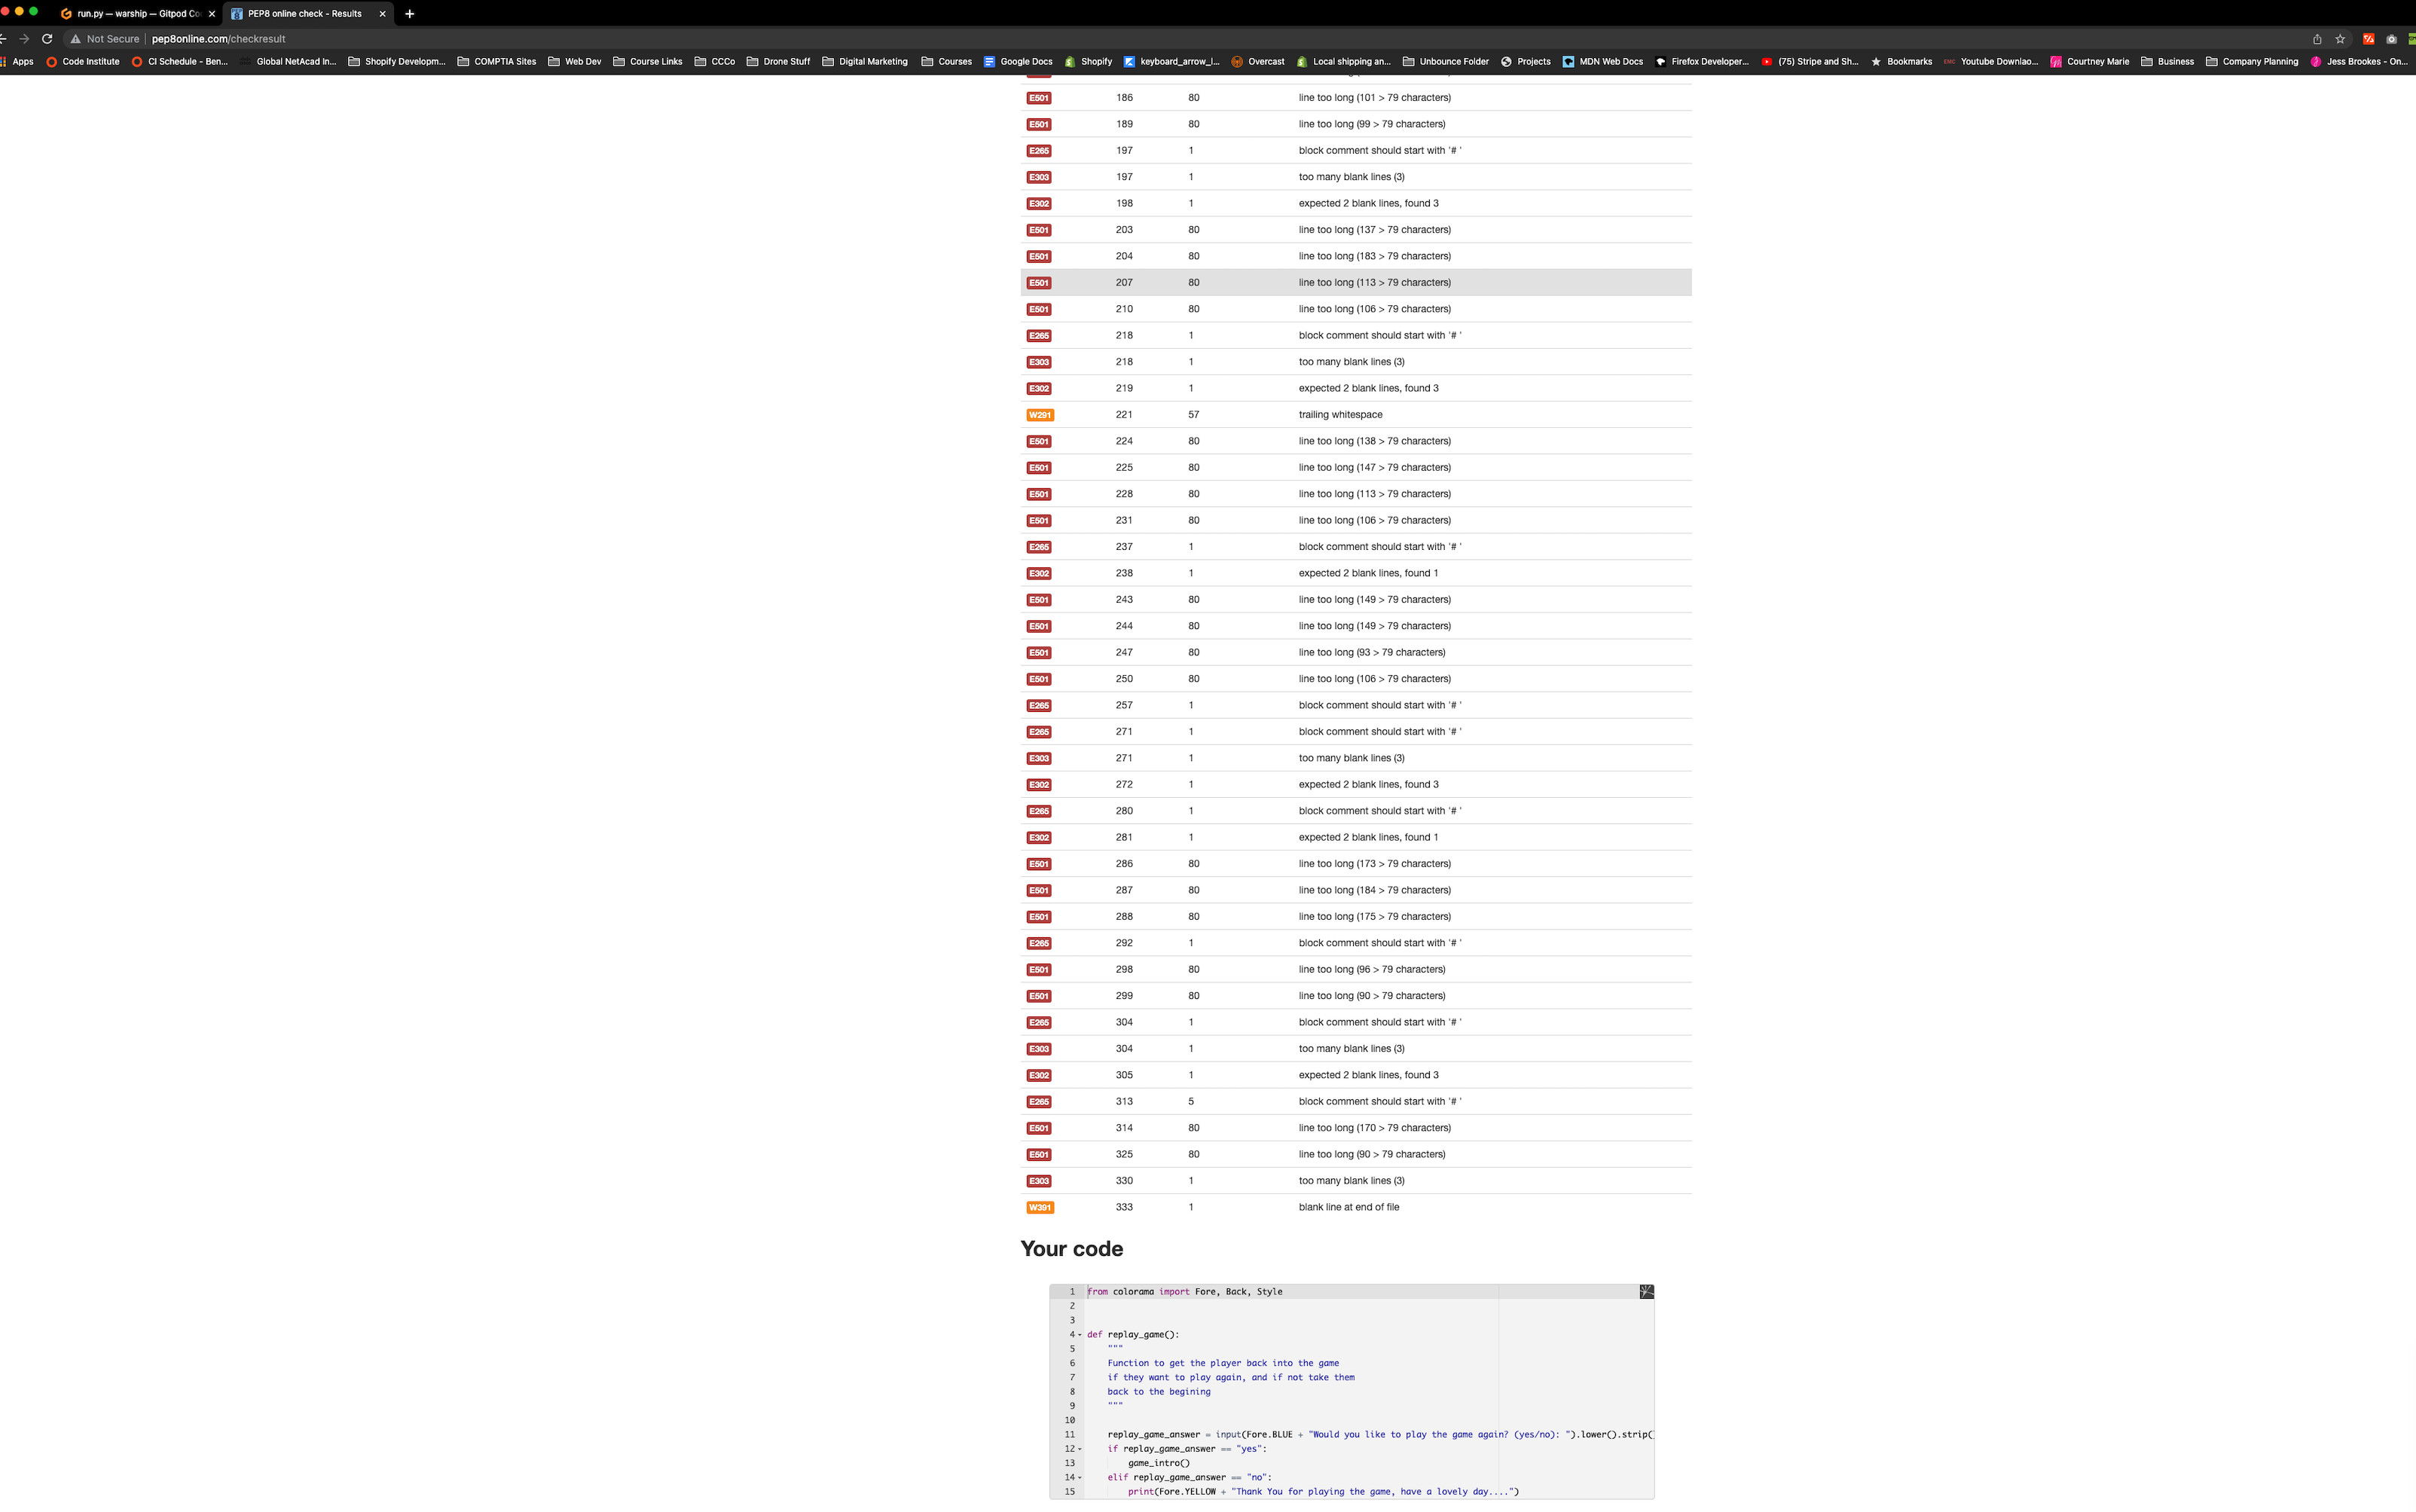 run.py — warship — Gitpod Co
PEP8 online check - Results
Not Secure | pep8online.com/checkresult
Apps Code Institute CI Schedule - Ben... Global NetAcad In... Shopify Developm... COMPTIA Sites Web Dev Course Links CCCo Drone Stuff Digital Marketing Courses Google Docs Shopify keyboard_arrow_l... Overcast Local shipping an... Unbounce Folder Projects MDN Web Docs Firefox Developer... (75) Stripe and Sh... Bookmarks Youtube Downlao... Courtney Marie Business Company Planning Jess Brookes - On...
E501 186 80 line too long (101 > 79 characters)
E501 189 80 line too long (99 > 79 characters)
E265 197 1 block comment should start with '# '
E303 197 1 too many blank lines (3)
E302 198 1 expected 2 blank lines, found 3
E501 203 80 line too long (137 > 79 characters)
E501 204 80 line too long (183 > 79 characters)
E501 207 80 line too long (113 > 79 characters)
E501 210 80 line too long (106 > 79 characters)
E265 218 1 block comment should start with '# '
E303 218 1 too many blank lines (3)
E302 219 1 expected 2 blank lines, found 3
W291 221 57 trailing whitespace
E501 224 80 line too long (138 > 79 characters)
E501 225 80 line too long (147 > 79 characters)
E501 228 80 line too long (113 > 79 characters)
E501 231 80 line too long (106 > 79 characters)
E265 237 1 block comment should start with '# '
E302 238 1 expected 2 blank lines, found 1
E501 243 80 line too long (149 > 79 characters)
E501 244 80 line too long (149 > 79 characters)
E501 247 80 line too long (93 > 79 characters)
E501 250 80 line too long (106 > 79 characters)
E265 257 1 block comment should start with '# '
E265 271 1 block comment should start with '# '
E303 271 1 too many blank lines (3)
E302 272 1 expected 2 blank lines, found 3
E265 280 1 block comment should start with '# '
E302 281 1 expected 2 blank lines, found 1
E501 286 80 line too long (173 > 79 characters)
E501 287 80 line too long (184 > 79 characters)
E501 288 80 line too long (175 > 79 characters)
E265 292 1 block comment should start with '# '
E501 298 80 line too long (96 > 79 characters)
E501 299 80 line too long (90 > 79 characters)
E265 304 1 block comment should start with '# '
E303 304 1 too many blank lines (3)
E302 305 1 expected 2 blank lines, found 3
E265 313 5 block comment should start with '# '
E501 314 80 line too long (170 > 79 characters)
E501 325 80 line too long (90 > 79 characters)
E303 330 1 too many blank lines (3)
W391 333 1 blank line at end of file
Your code
1 from colorama import Fore, Back, Style
2
3
4 def replay_game():
5 """
6 Function to get the player back into the game
7 if they want to play again, and if not take them
8 back to the begining
9 """
10
11 replay_game_answer = input(Fore.BLUE + "Would you like to play the game again? (yes/no): ").lower().strip(
12 if replay_game_answer == "yes":
13 game_intro()
14 elif replay_game_answer == "no":
15 print(Fore.YELLOW + "Thank You for playing the game, have a lovely day....")